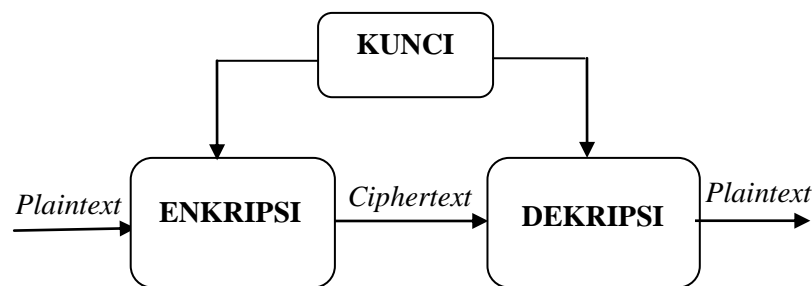 KUNCI
Plaintext
ENKRIPSI
Ciphertext
DEKRIPSI
Plaintext